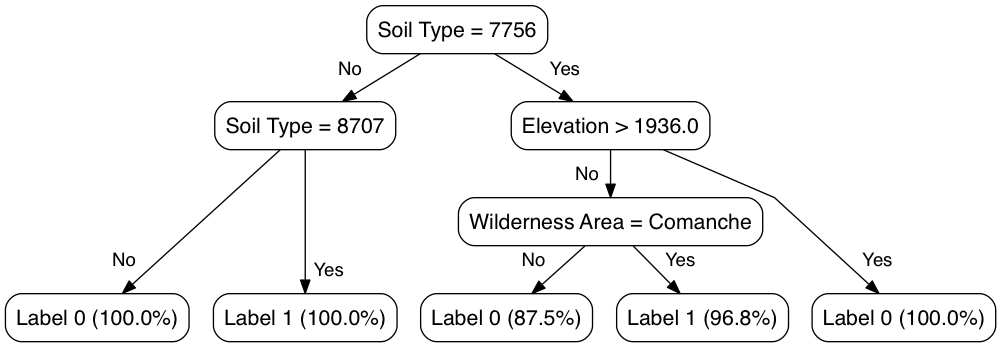 Soil Type = 7756
No
Yes
Soil Type = 8707
Elevation > 1936.0
No
Wilderness Area = Comanche
No
Yes
No
Yes
Yes
Label 0 (100.0%)
Label 1 (100.0%)
Label 0 (87.5%)
Label 1 (96.8%)
Label 0 (100.0%)